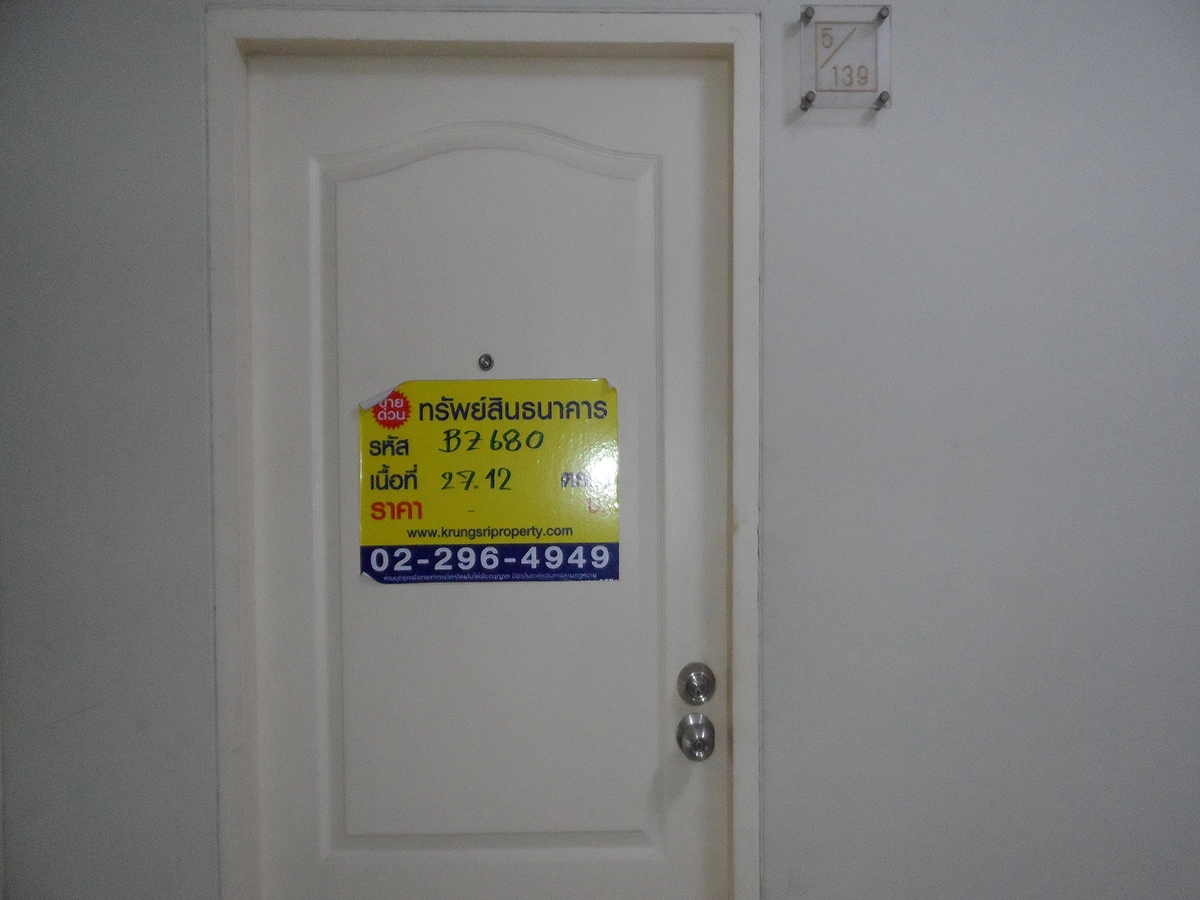 5/139
ขายด่วน ทรัพย์สินธนาคาร
รหัส BZ680
เนื้อที่ 27.12
ราคา - บ.
www.krungsriproperty.com
02-296-4949